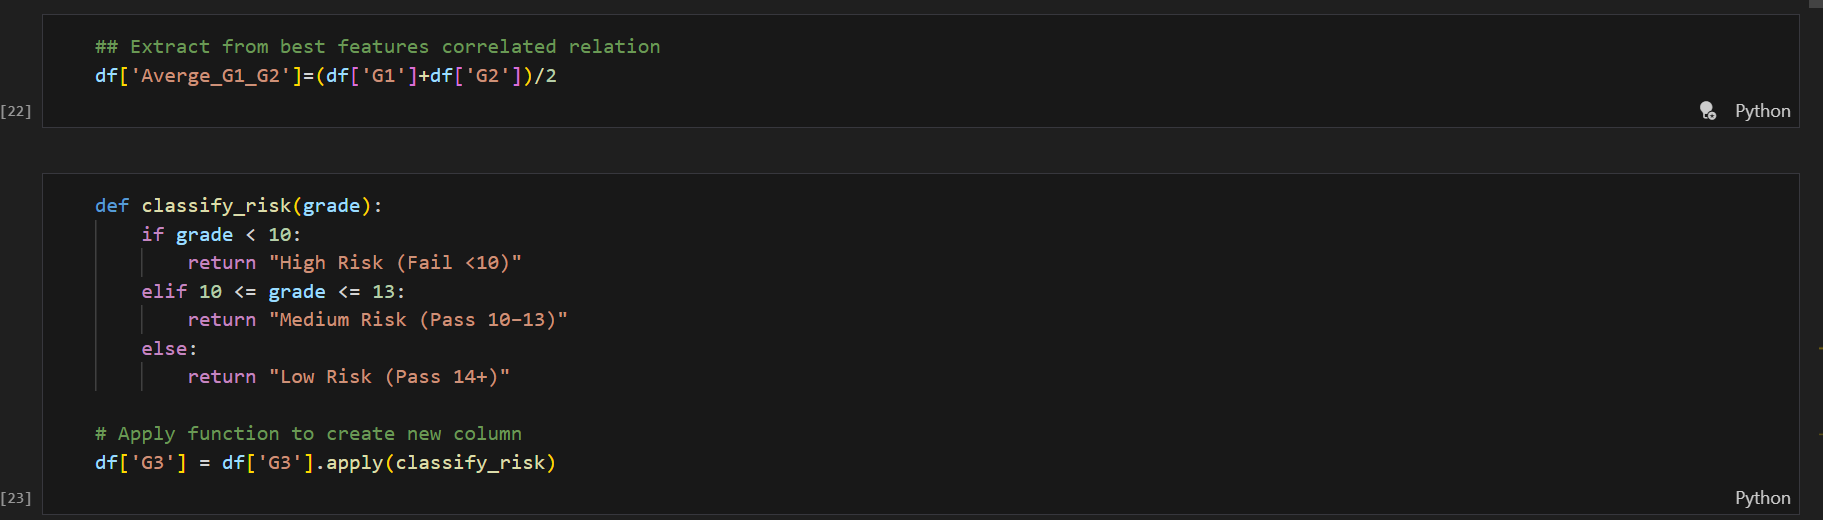 ## Extract from best features correlated relation
df['Averge_G1_G2']=(df['G1']+df['G2'])/2
[22]
Python
def classify_risk(grade):
    if grade < 10:
        return "High Risk (Fail <10)"
    elif 10 <= grade <= 13:
        return "Medium Risk (Pass 10–13)"
    else:
        return "Low Risk (Pass 14+)"
# Apply function to create new column
df['G3'] = df['G3'].apply(classify_risk)
[23]
Python